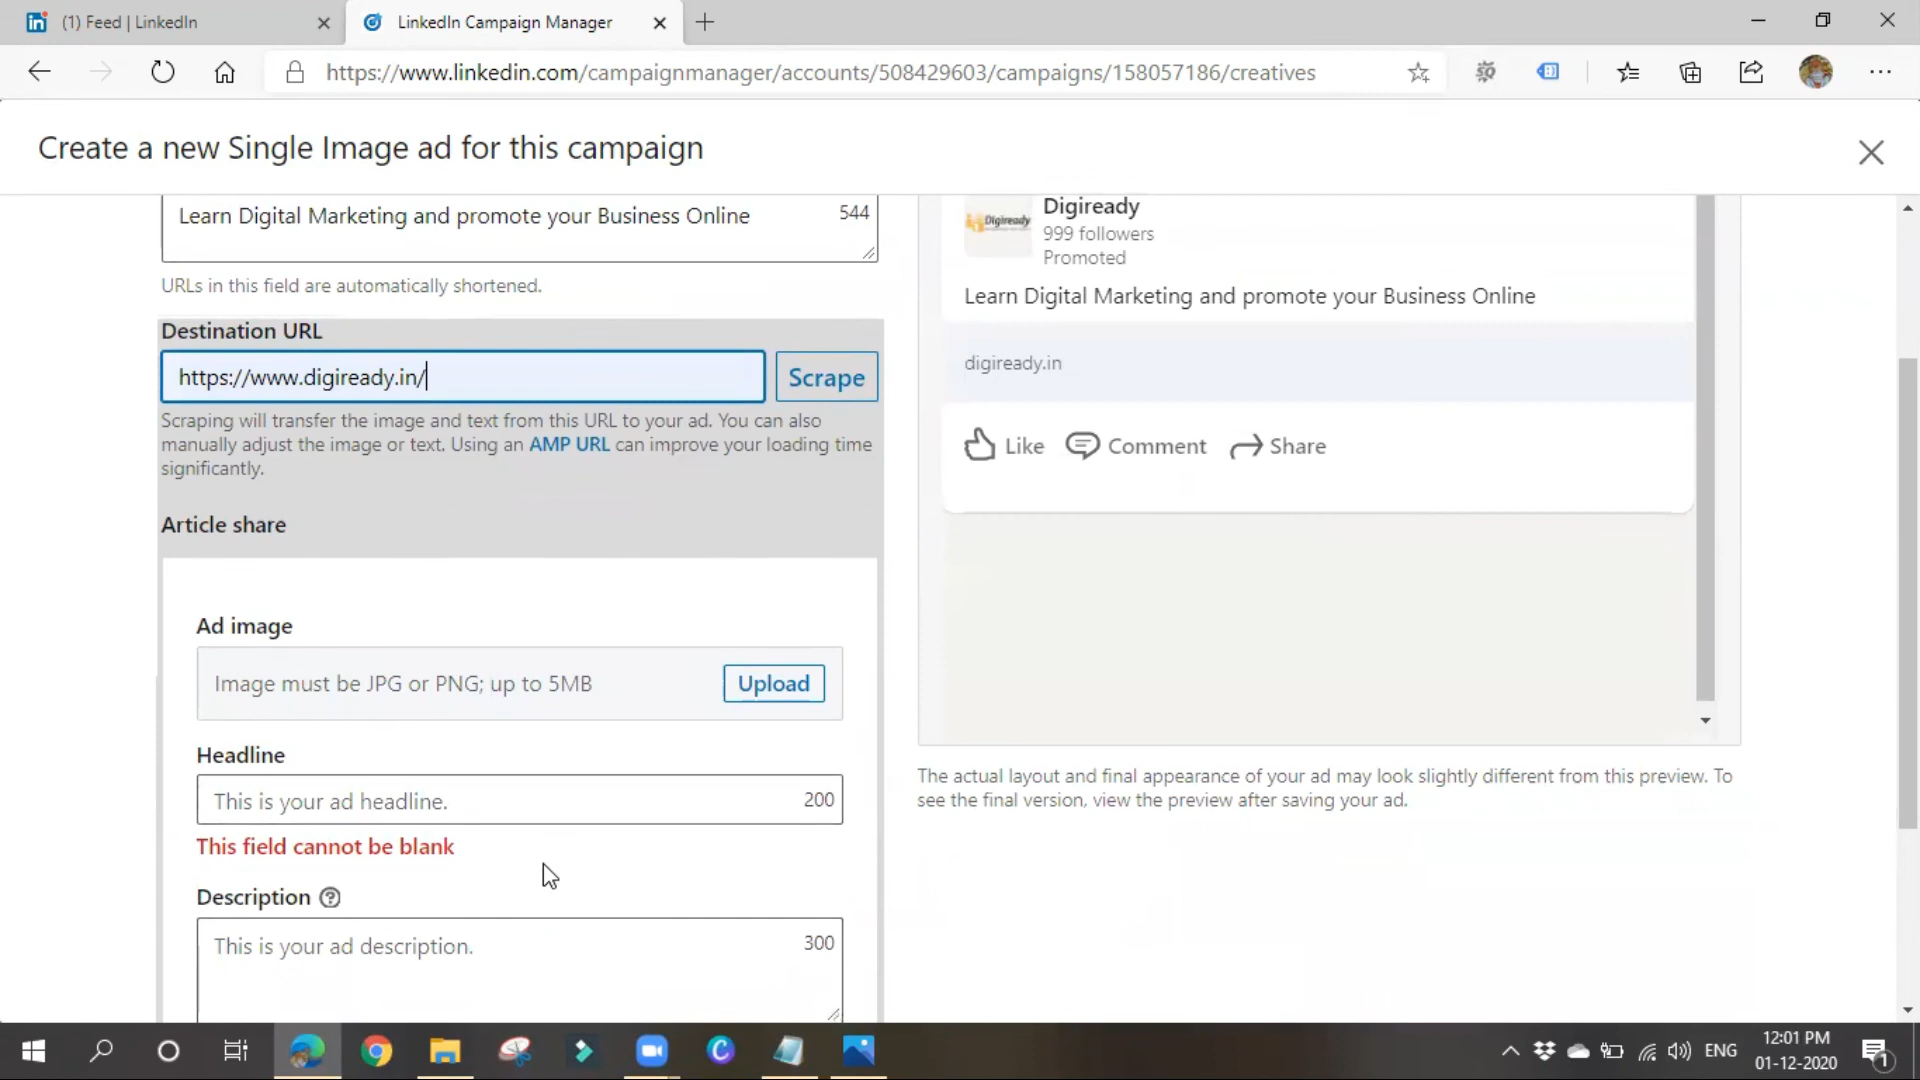 (1) Feed | LinkedIn
LinkedIn Campaign Manager
https://www.linkedin.com/campaignmanager/accounts/508429603/campaigns/158057186/creatives
Create a new Single Image ad for this campaign
Learn Digital Marketing and promote your Business Online
544
URLs in this field are automatically shortened.
Destination URL
https://www.digiready.in/
Scrape
Scraping will transfer the image and text from this URL to your ad. You can also
manually adjust the image or text. Using an AMP URL can improve your loading time
significantly.
Article share
Ad image
Image must be JPG or PNG; up to 5MB
Upload
Headline
This is your ad headline.
200
This field cannot be blank
Description
This is your ad description.
300
Digiready
Digiready
999 followers
Promoted
Learn Digital Marketing and promote your Business Online
digiready.in
Like
Comment
Share
The actual layout and final appearance of your ad may look slightly different from this preview. To
see the final version, view the preview after saving your ad.
ENG
12:01 PM
01-12-2020
1